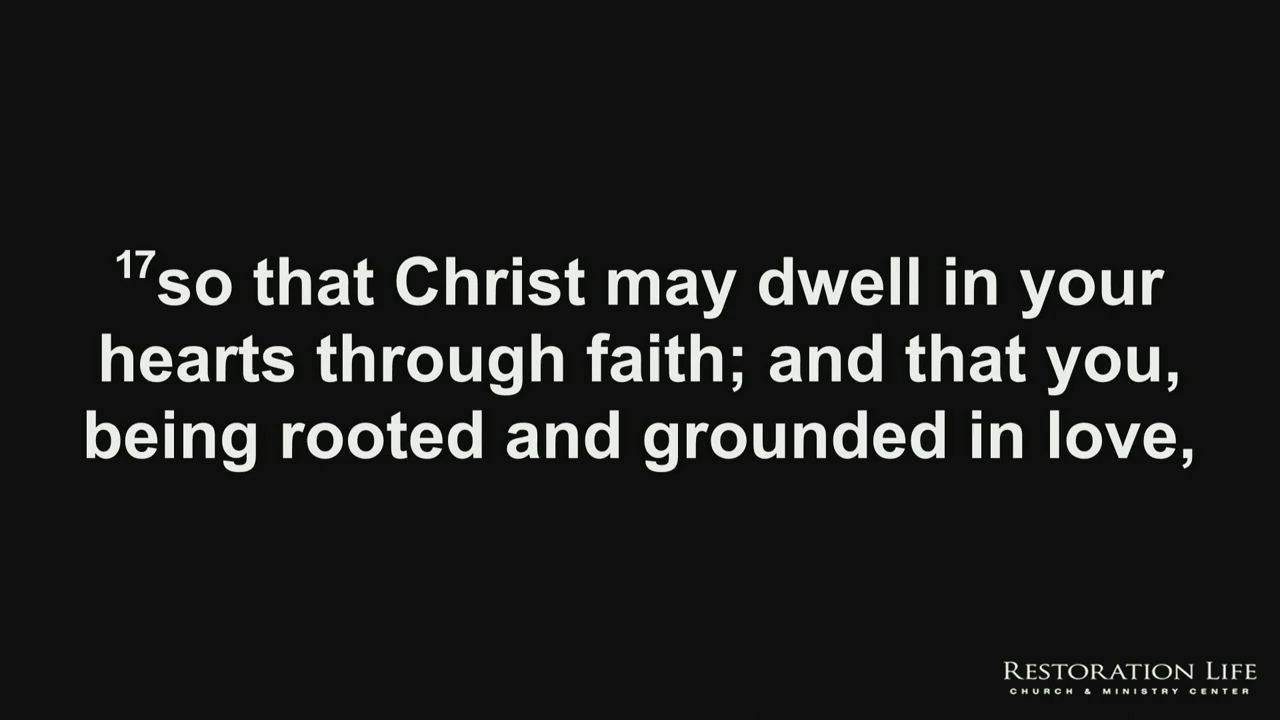 17so that Christ may dwell in your
hearts through faith; and that you,
being rooted and grounded in love,
RESTORATION LIFE
CHURCH & MINISTRY CENTER